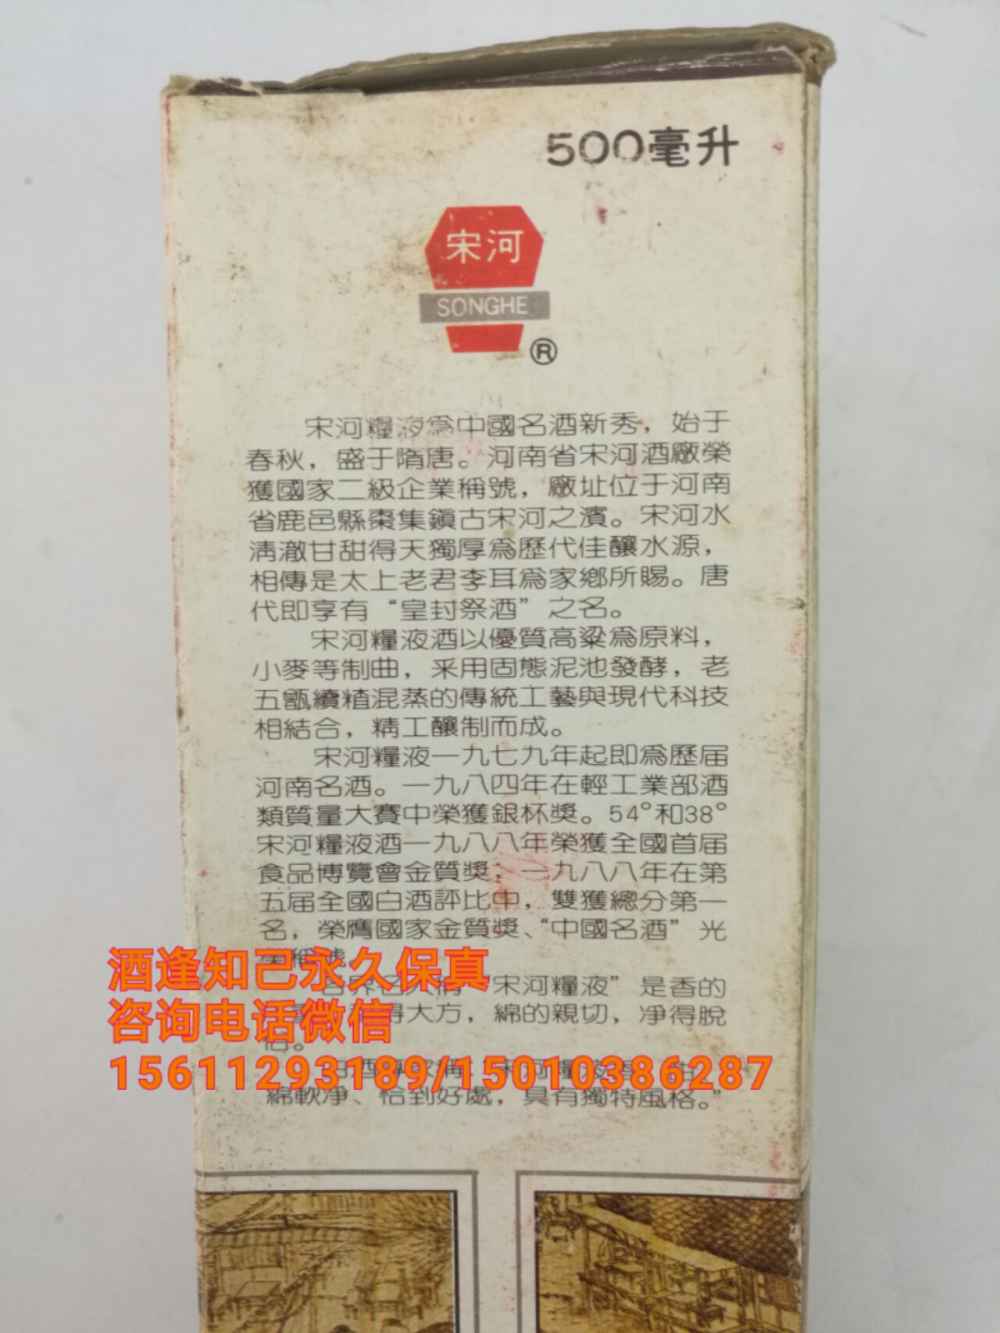 500毫升
宋河
SONGHE
®
宋河糧液為中國名酒新秀，始于
春秋，盛于隋唐。河南省宋河酒廠榮
獲國家二級企業稱號，廠址位于河南
省鹿邑縣棗集鎮古宋河之濱。宋河水
清澈甘甜得天獨厚為歷代佳釀水源，
相傳是太上老君李耳為家鄉所賜。唐
代即享有“皇封祭酒”之名。
宋河糧液酒以優質高粱為原料，
小麥等制曲，采用固態泥池發酵，老
五甑續楂混蒸的傳統工藝與現代科技
相結合，精工釀制而成。
宋河糧液一九七九年起即為歷届
河南名酒。一九八四年在輕工業部酒
類質量大賽中榮獲銀杯獎。54°和38°
宋河糧液酒一九八八年榮獲全國首届
食品博覽會金質獎；一九八八年在第
五届全國白酒評比中，雙獲總分第一
名，榮膺國家金質獎、“中國名酒”光
酒逢知己永久保真
“宋河糧液”是香的
咨询电话微信
得大方，綿的親切，净得脫
15611293189/15010386287
綿軟净、恰到好處，具有獨特風格。”